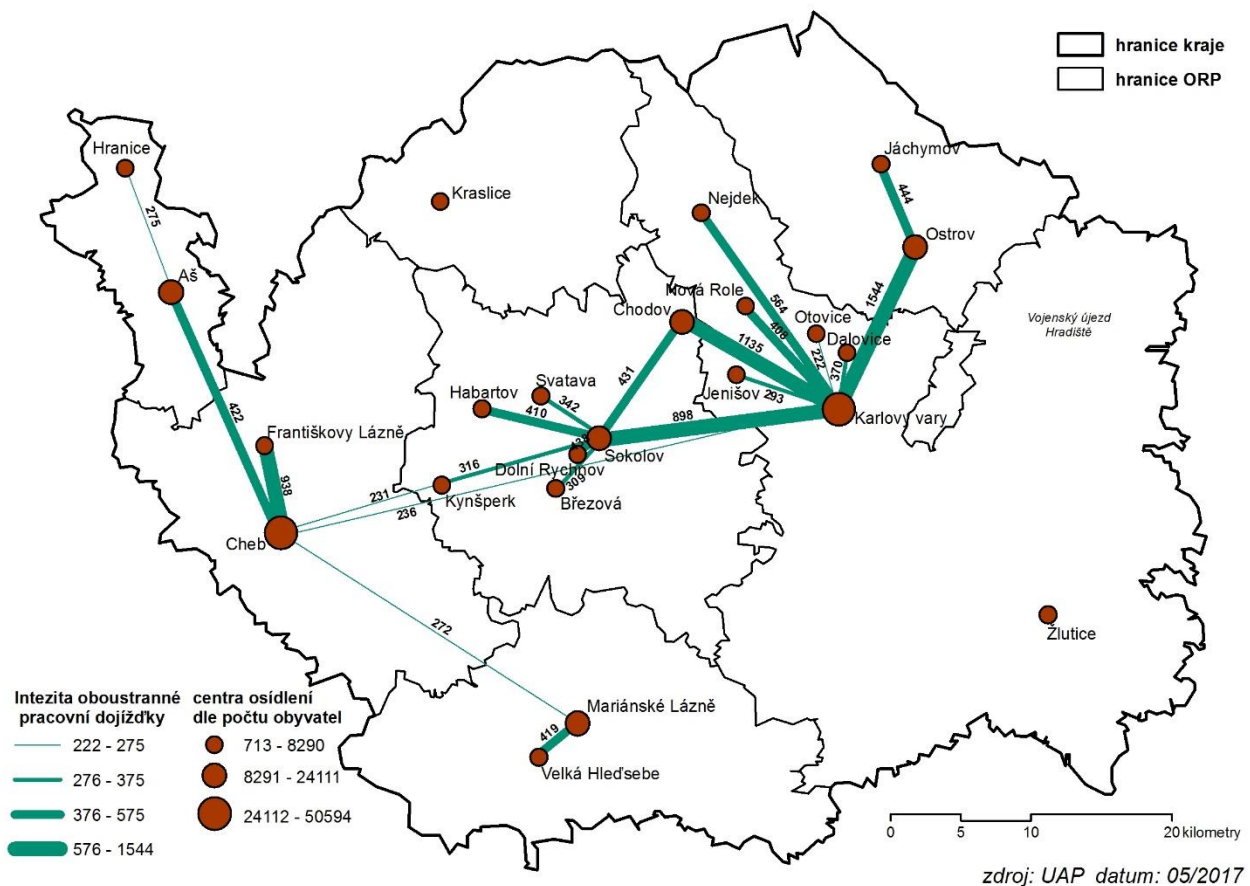 hranice kraje
hranice ORP
Hranice
Jáchymov
Kraslice
Nejdek
444
275
Ostrov
Aš
Nová Role
564
1544
Vojenský újezd
Hradiště
Chodov
408
Otovice
Dalovice
1135
222
370
431
Jenišov
293
Svatava
Habartov
342
410
Karlovy vary
422
898
Františkovy Lázně
433
Sokolov
316
Dolní Rychnov
938
231
Kynšperk
309
Březová
236
Cheb
272
Žlutice
Intezita oboustranné
pracovní dojížďky
222 - 275
276 - 375
376 - 575
576 - 1544
centra osídlení
dle počtu obyvatel
713 - 8290
8291 - 24111
24112 - 50594
Mariánské Lázně
419
Velká Hleďsebe
0 5 10 20 kilometry
zdroj: UAP datum: 05/2017